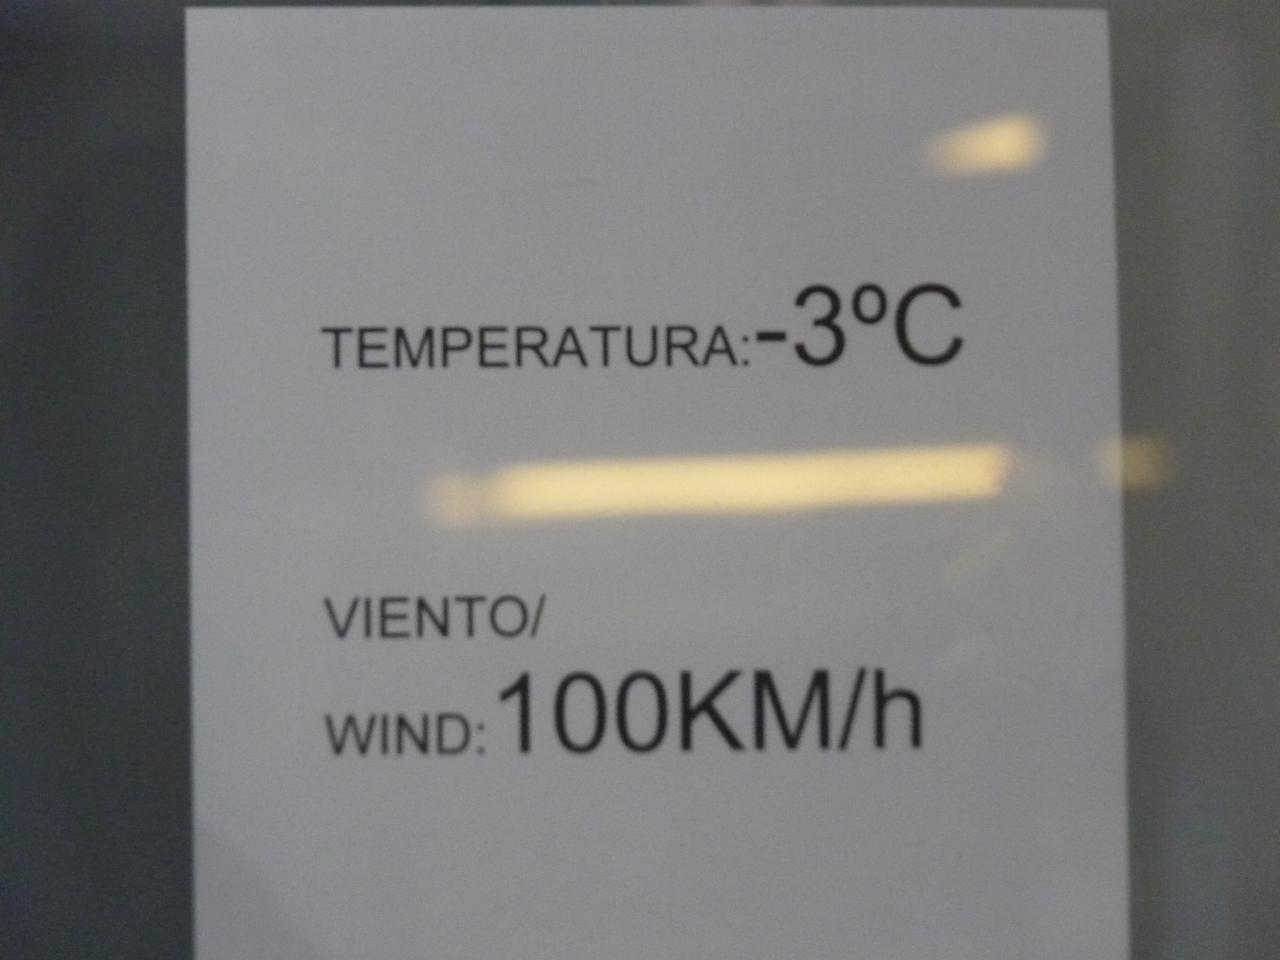 TEMPERATURA:-3ºC
VIENTO/
WIND:100KM/h